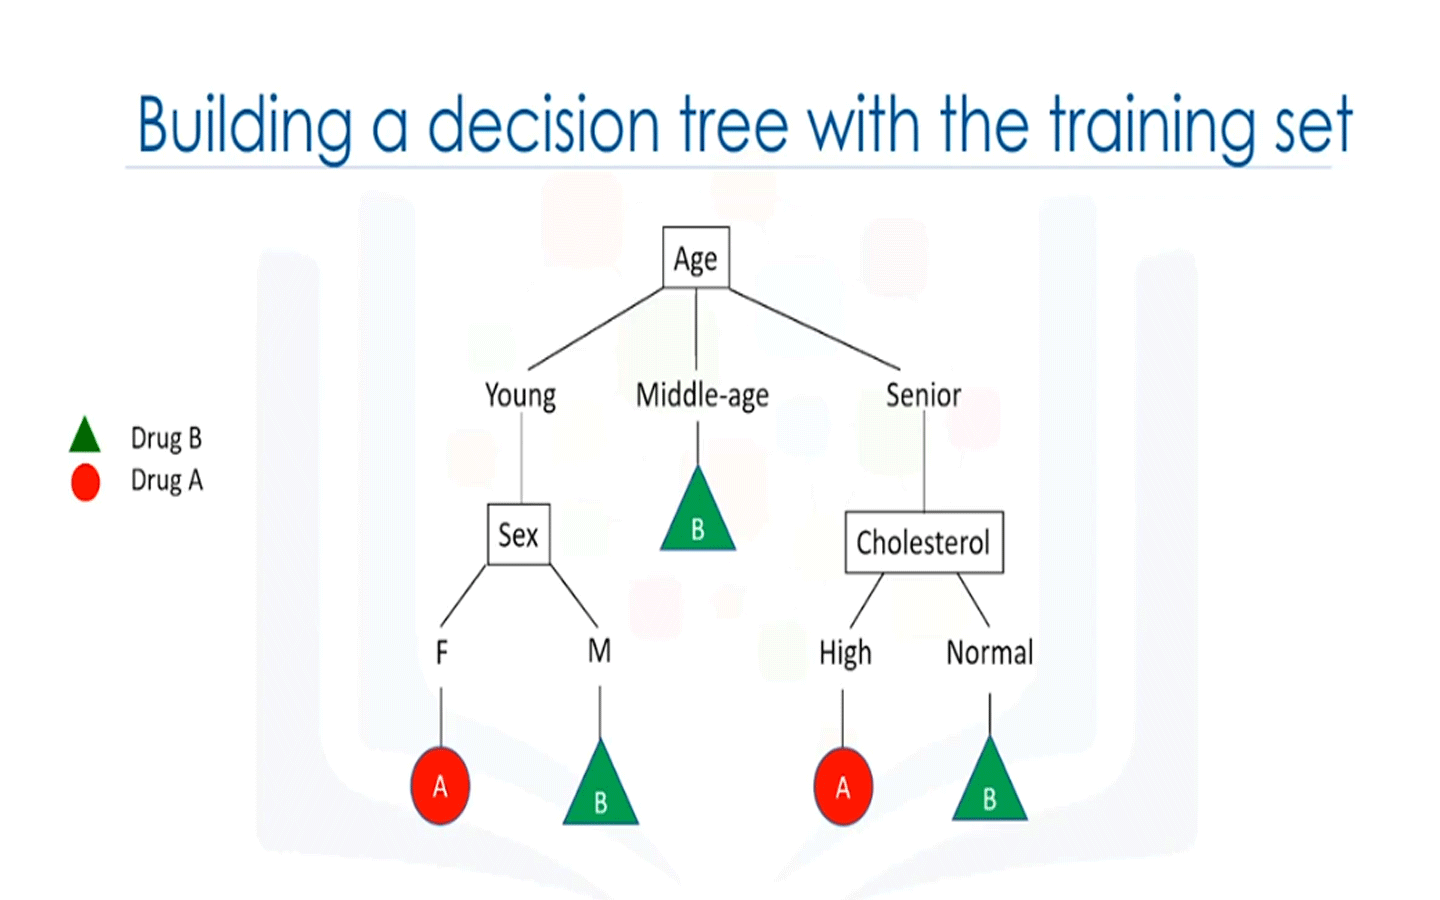 Building a decision tree with the training set
Age
Young Middle-age Senior
Drug B
Drug A
Sex
B
Cholesterol
F M High Normal
A B A B